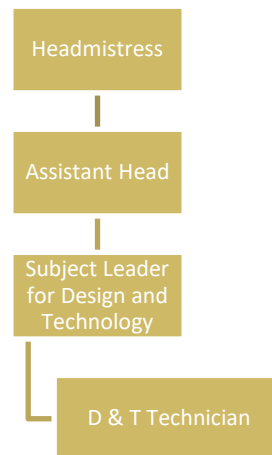 Headmistress
Assistant Head
Subject Leader
for Design and
Technology
D & T Technician